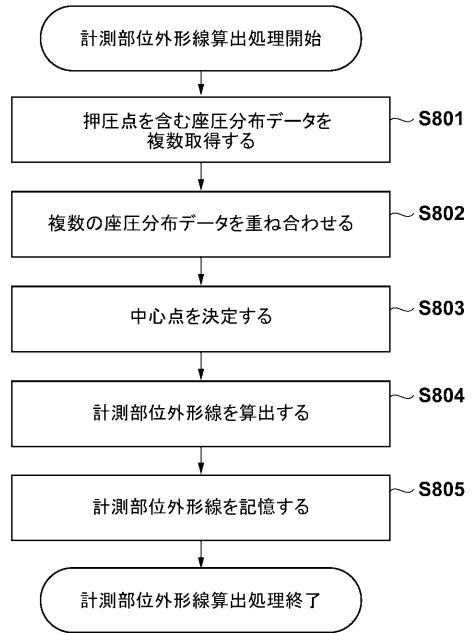 計測部位外形線算出処理開始
押圧点を含む座圧分布データを
複数取得する
S801
複数の座圧分布データを重ね合わせる
S802
中心点を決定する
S803
計測部位外形線を算出する
S804
計測部位外形線を記憶する
S805
計測部位外形線算出処理終了